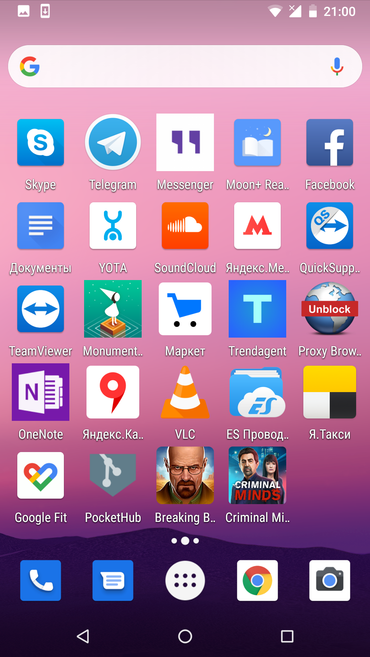 21:00
Skype
Telegram
Messenger
Moon+ Rea..
Facebook
Документы
YOTA
SoundCloud
Яндекс.Ме..
QS
QuickSupp..
TeamViewer
Monument..
Маркет
T
Trendagent
Unblock
Proxy Brow..
N
OneNote
Яндекс.Ка..
VLC
ES
ES Провод..
Я.Такси
Google Fit
PocketHub
Breaking B..
CRIMINAL
MINDS
Criminal Mi..